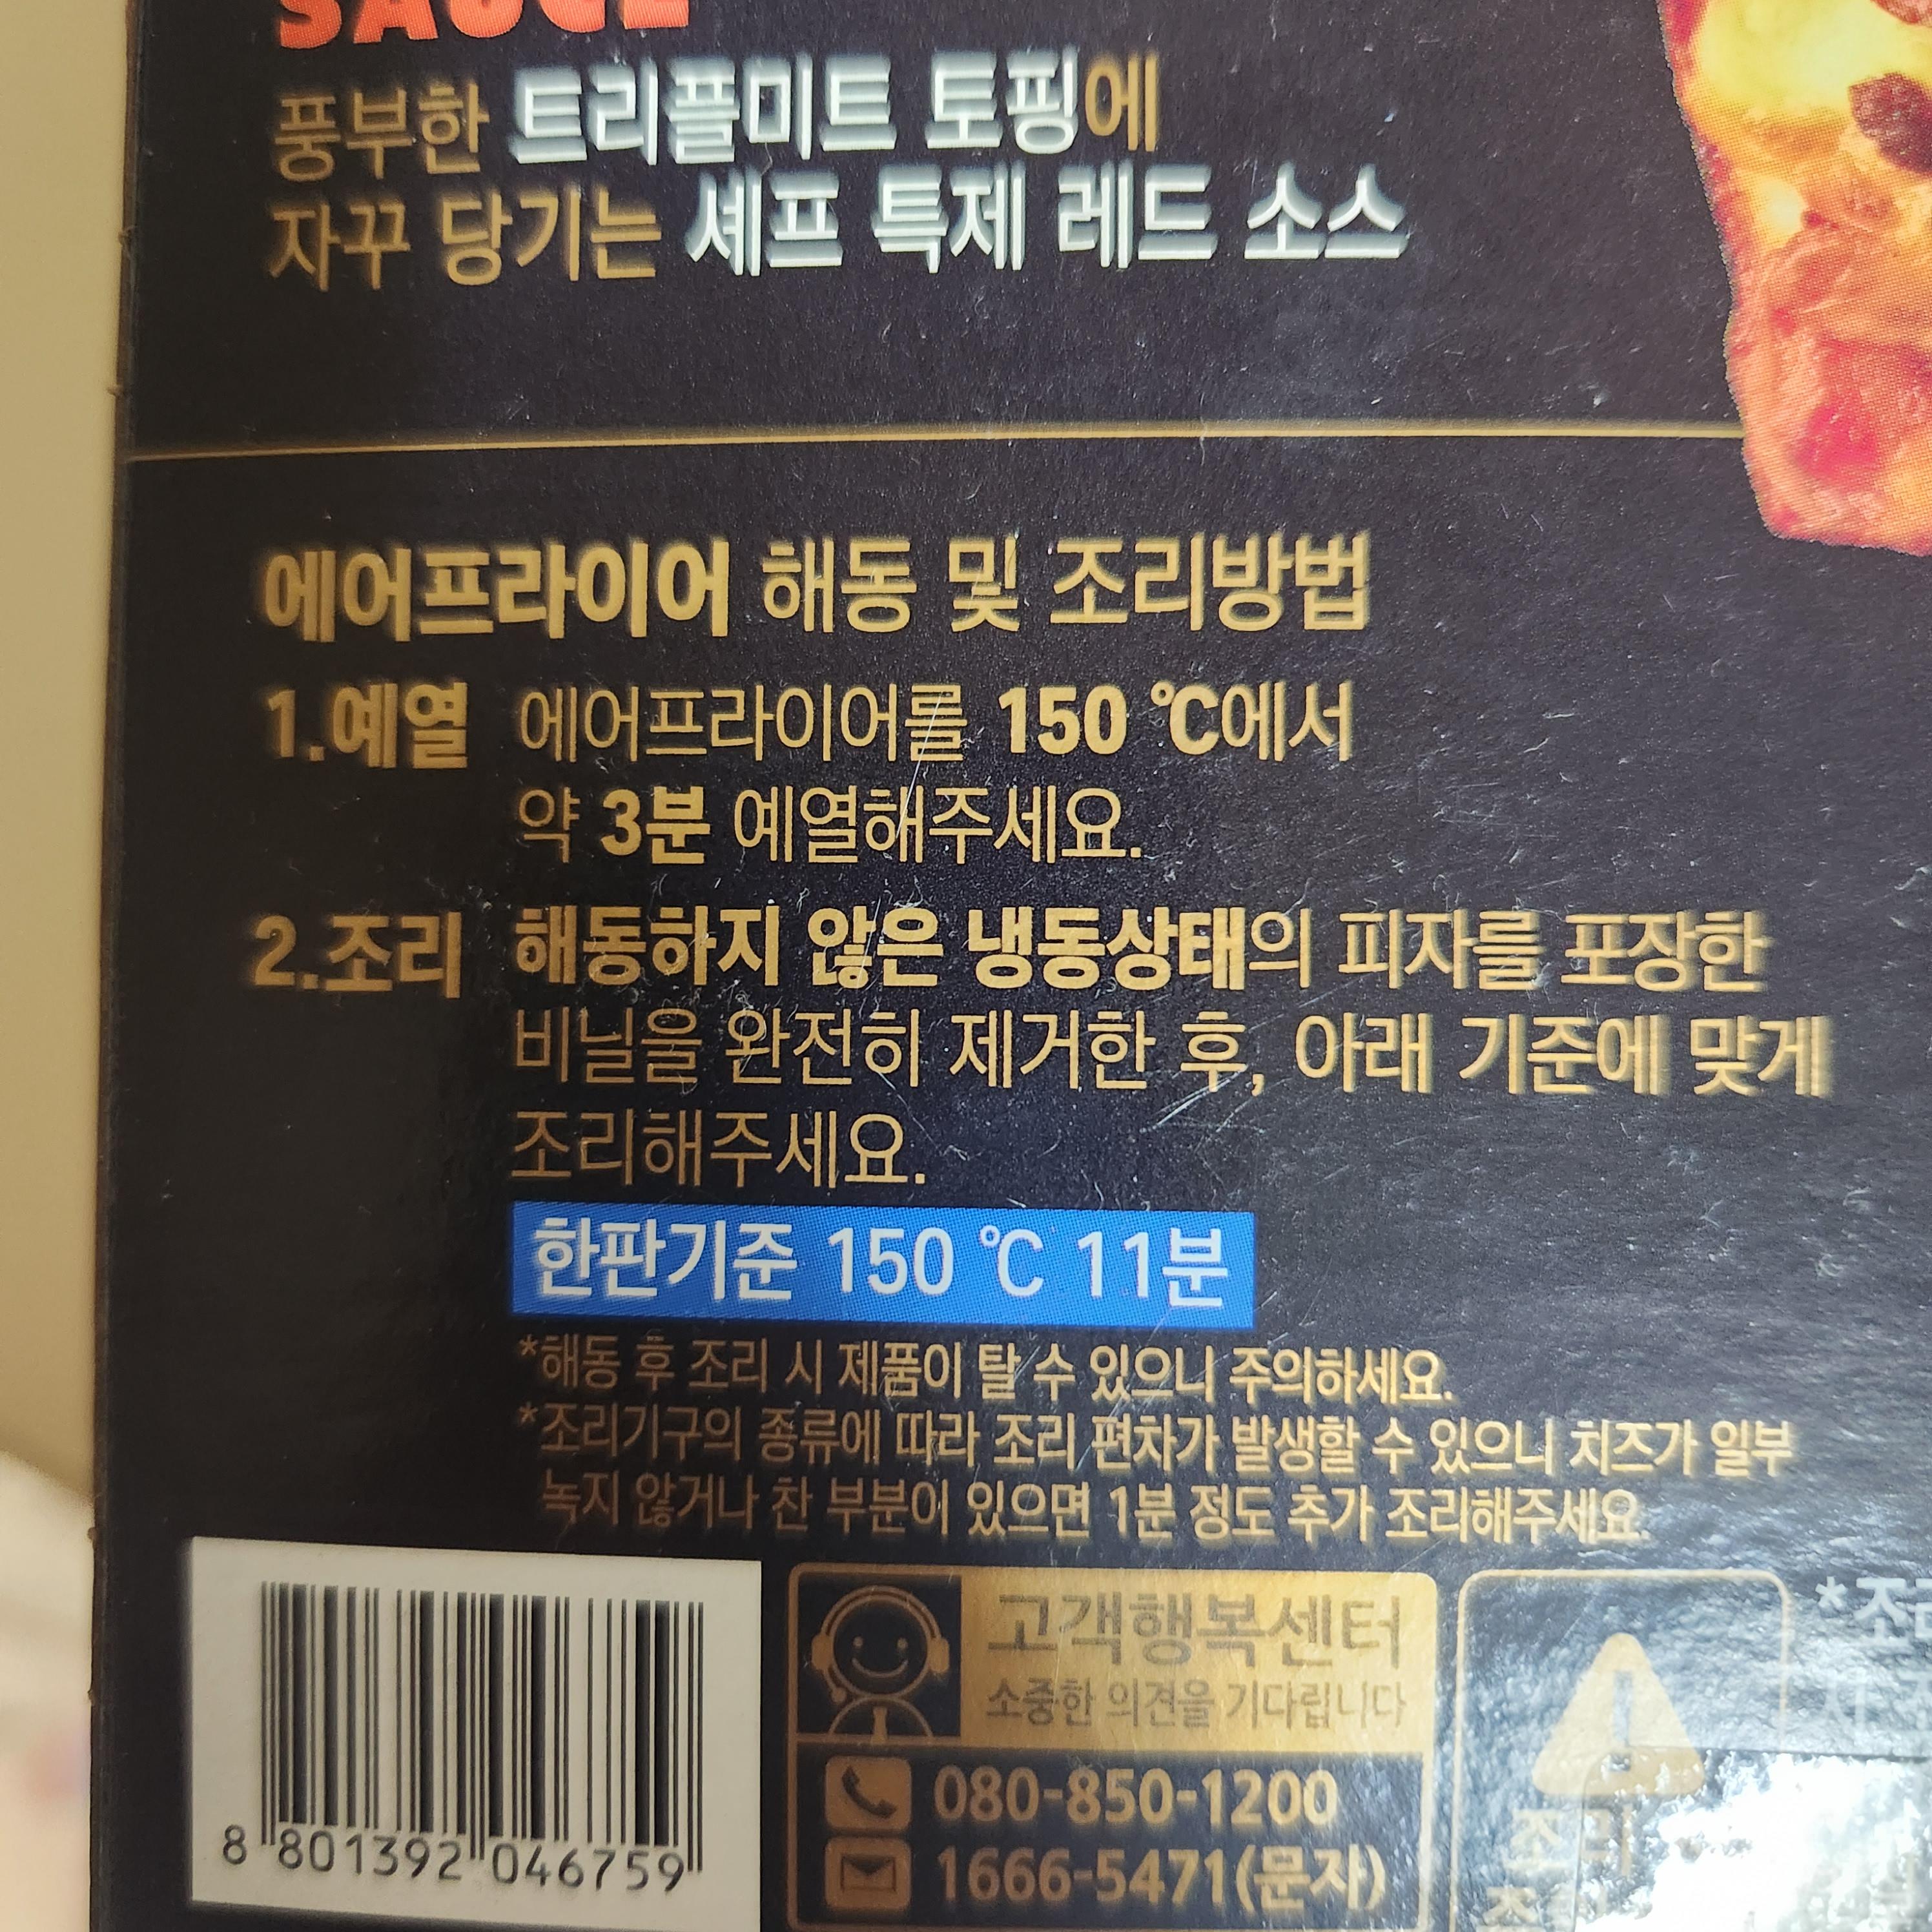 SAUCE
풍부한 트리플미트 토핑에
자꾸 당기는 셰프 특제 레드 소스
에어프라이어 해동 및 조리방법
1.예열 에어프라이어를 150 ℃에서
약 3분 예열해주세요.
2.조리 해동하지 않은 냉동상태의 피자를 포장한
비닐을 완전히 제거한 후, 아래 기준에 맞게
조리해주세요.
한판기준 150 ℃ 11분
*해동 후 조리 시 제품이 탈 수 있으니 주의하세요.
*조리기구의 종류에 따라 조리 편차가 발생할 수 있으니 치즈가 일부
녹지 않거나 찬 부분이 있으면 1분 정도 추가 조리해주세요.
8 801392 046759
고객행복센터
소중한 의견을 기다립니다
080-850-1200
1666-5471(문자)
조리